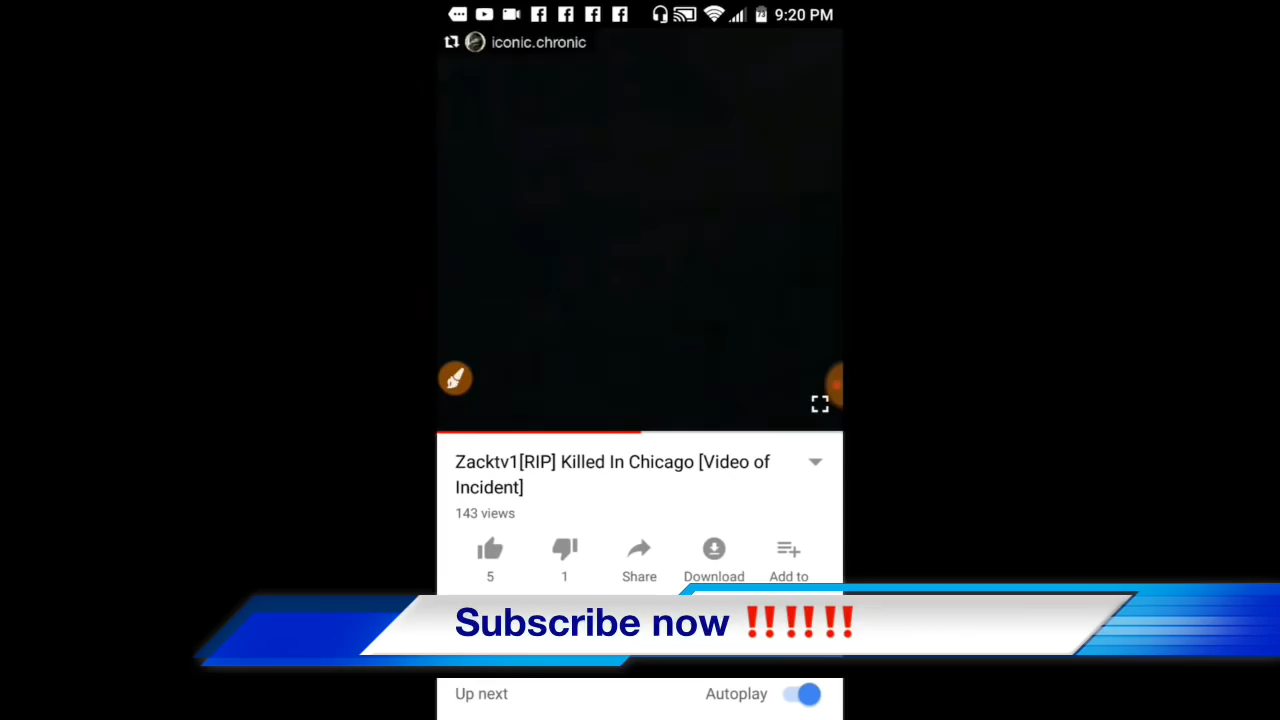 9:20 PM
iconic.chronic
Zacktv1[RIP] Killed In Chicago [Video of
Incident]
143 views
5 1 Share Download Add to
Subscribe now ‼️‼️‼️
Up next Autoplay